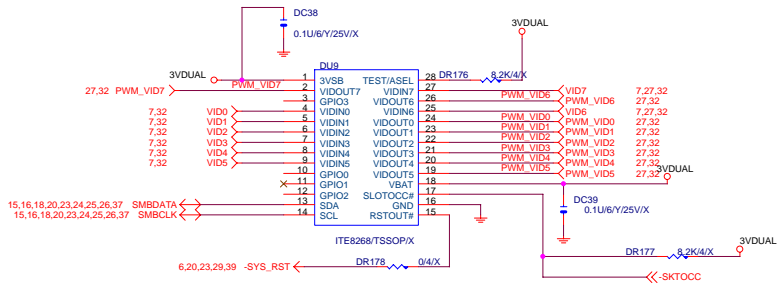 DC38
0.1U/6/Y/25V/X
3VDUAL
3VDUAL
DU9
DR176 8.2K/4/X
1 3VSB TEST/ASEL 28
27,32 PWM_VID7 PWM_VID7 2 VIDOUT7 VIDIN7 27 VID7 7,27,32
3 GPIO3 VIDOUT6 26 PWM_VID6 PWM_VID6 27,32
7,32 VID0 4 VIDIN0 VIDIN6 25 VID6 7,27,32
7,32 VID1 5 VIDIN1 VIDOUT0 24 PWM_VID0 PWM_VID0 27,32
7,32 VID2 6 VIDIN2 VIDOUT1 23 PWM_VID1 PWM_VID1 27,32
7,32 VID3 7 VIDIN3 VIDOUT2 22 PWM_VID2 PWM_VID2 27,32
7,32 VID4 8 VIDIN4 VIDOUT3 21 PWM_VID3 PWM_VID3 27,32
7,32 VID5 9 VIDIN5 VIDOUT4 20 PWM_VID4 PWM_VID4 27,32
10 GPIO0 VIDOUT5 19 PWM_VID5 PWM_VID5 27,32
3VDUAL
11 GPIO1 VBAT 18
12 GPIO2 SLOTOCC# 17
15,16,18,20,23,24,25,26,37 SMBDATA 13 SDA GND 16
15,16,18,20,23,24,25,26,37 SMBCLK 14 SCL RSTOUT# 15
DC39
0.1U/6/Y/25V/X
ITE8268/TSSOP/X
3VDUAL
DR177 8.2K/4/X
6,20,23,29,39 -SYS_RST DR178 0/4/X
-SKTOCC